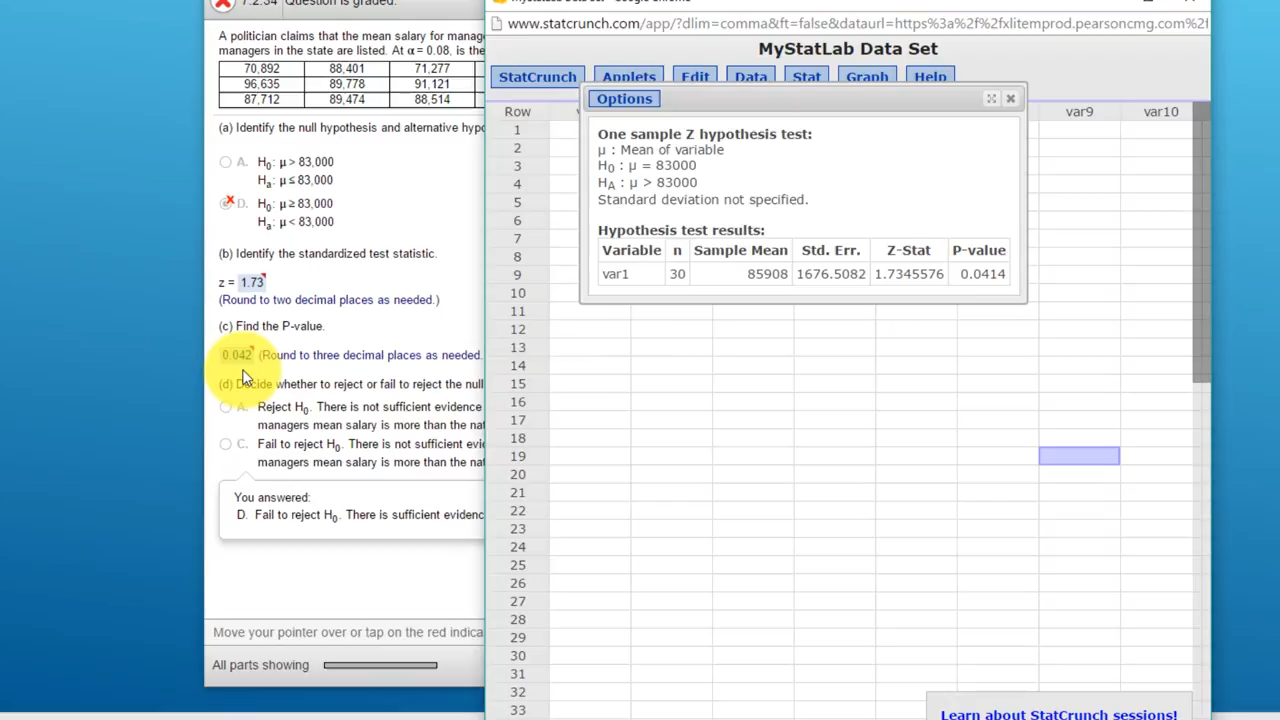 7.2.34 Question is graded.
A politician claims that the mean salary for manag
managers in the state are listed. At α = 0.08, is the
70,892 88,401 71,277
96,635 89,778 91,121
87,712 89,474 88,514
(a) Identify the null hypothesis and alternative hypo
A. H0: μ > 83,000
Ha: μ ≤ 83,000
D. H0: μ ≥ 83,000
Ha: μ < 83,000
(b) Identify the standardized test statistic.
z = 1.73
(Round to two decimal places as needed.)
(c) Find the P-value.
0.042 (Round to three decimal places as needed.
(d) Decide whether to reject or fail to reject the null
A. Reject H0. There is not sufficient evidence
managers mean salary is more than the nat
C. Fail to reject H0. There is not sufficient evi
managers mean salary is more than the nat
You answered:
D. Fail to reject H0. There is sufficient evidenc
Move your pointer over or tap on the red indica
All parts showing
www.statcrunch.com/app/?dlim=comma&ft=false&dataurl=https%3a%2f%2fxlitemprod.pearsoncmg.com%2f
MyStatLab Data Set
StatCrunch Applets Edit Data Stat Graph Help
Options
Row var9 var10
One sample Z hypothesis test:
μ : Mean of variable
H0 : μ = 83000
HA : μ > 83000
Standard deviation not specified.
Hypothesis test results:
Variable n Sample Mean Std. Err. Z-Stat P-value
var1 30 85908 1676.5082 1.7345576 0.0414
1
2
3
4
5
6
7
8
9
10
11
12
13
14
15
16
17
18
19
20
21
22
23
24
25
26
27
28
29
30
31
32
33
Learn about StatCrunch sessions!